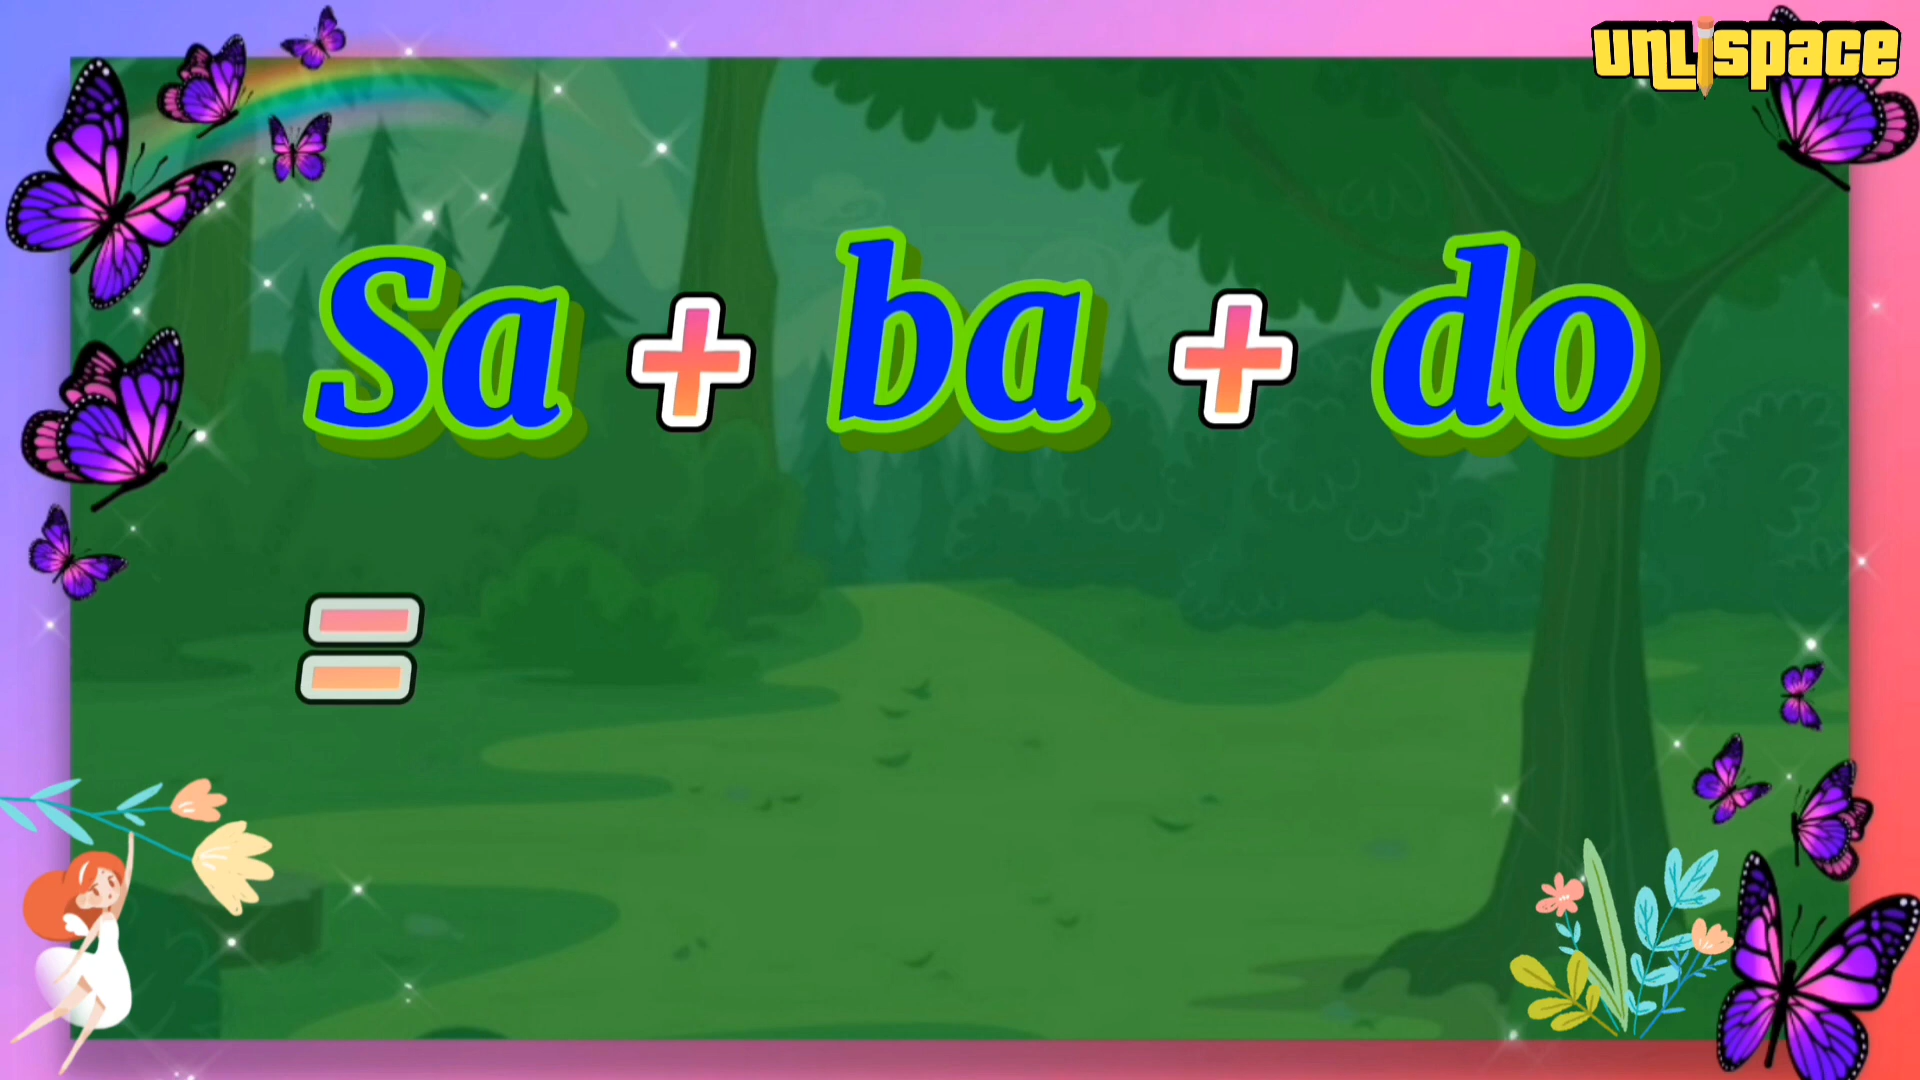 UNLISPACE
Sa + ba + do
=